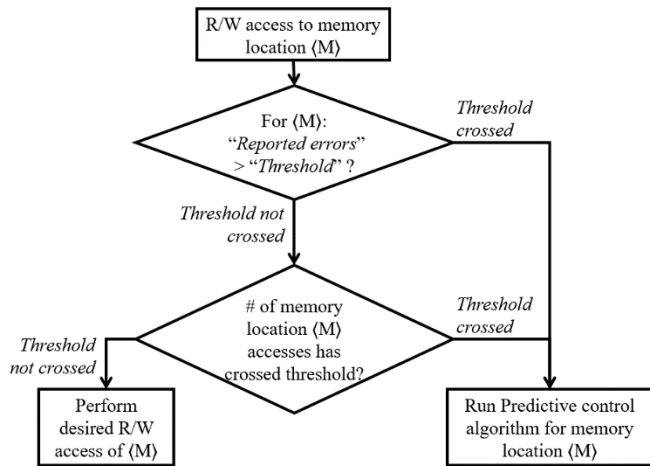 R/W access to memory
location ⟨M⟩
For ⟨M⟩:
“Reported errors”
> “Threshold” ?
Threshold
crossed
Threshold not
crossed
# of memory
location ⟨M⟩
accesses has
crossed threshold?
Threshold
crossed
Threshold
not crossed
Perform
desired R/W
access of ⟨M⟩
Run Predictive control
algorithm for memory
location ⟨M⟩